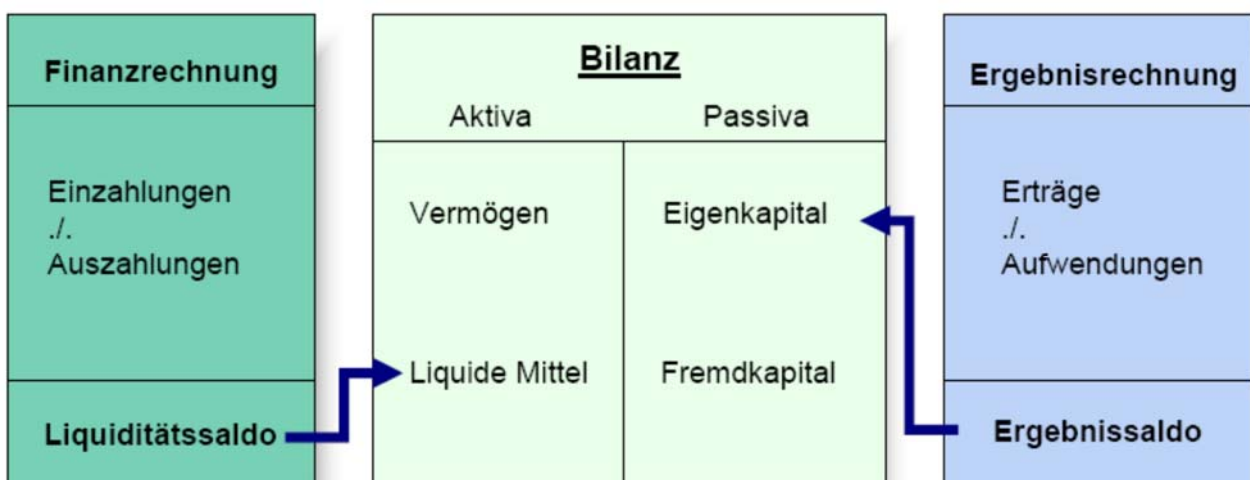 Finanzrechnung
Einzahlungen
./.
Auszahlungen
Liquiditätssaldo
Bilanz
Aktiva
Passiva
Vermögen
Eigenkapital
Liquide Mittel
Fremdkapital
Ergebnisrechnung
Erträge
./.
Aufwendungen
Ergebnissaldo